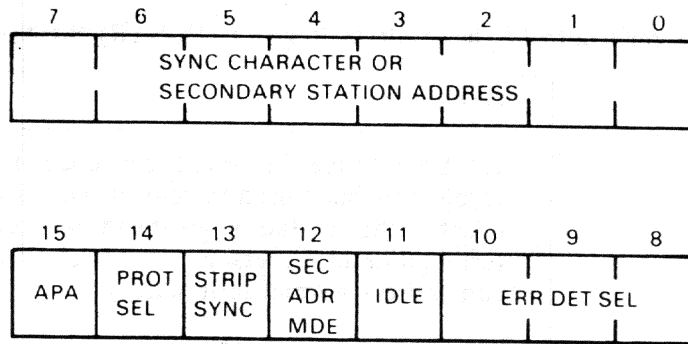 7 6 5 4 3 2 1 0
SYNC CHARACTER OR
SECONDARY STATION ADDRESS
15 14 13 12 11 10 9 8
APA PROT SEL STRIP SYNC SEC ADR MDE IDLE ERR DET SEL